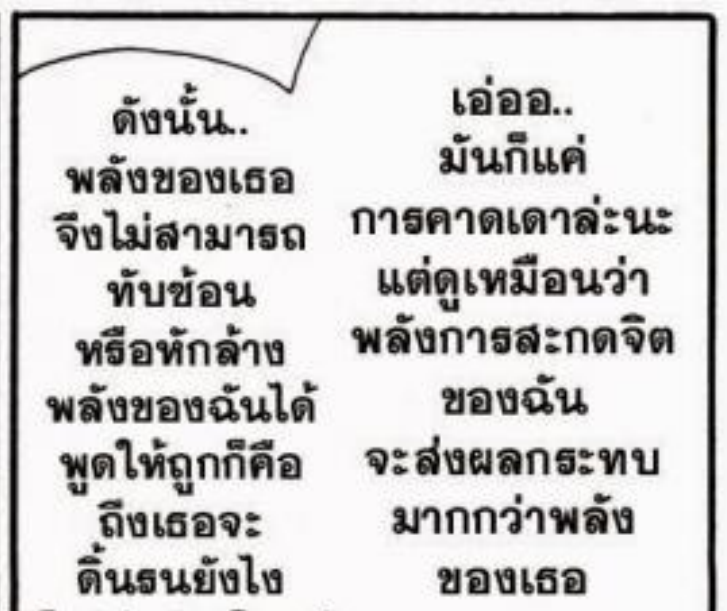 เอ่ออ..
มันก็แค่
การคาดเดาล่ะนะ
แต่ดูเหมือนว่า
พลังการสะกดจิต
ของฉัน
จะส่งผลกระทบ
มากกว่าพลัง
ของเธอ
ดังนั้น..
พลังของเธอ
จึงไม่สามารถ
ทับซ้อน
หรือหักล้าง
พลังของฉันได้
พูดให้ถูกก็คือ
ถึงเธอจะ
ดิ้นรนยังไง